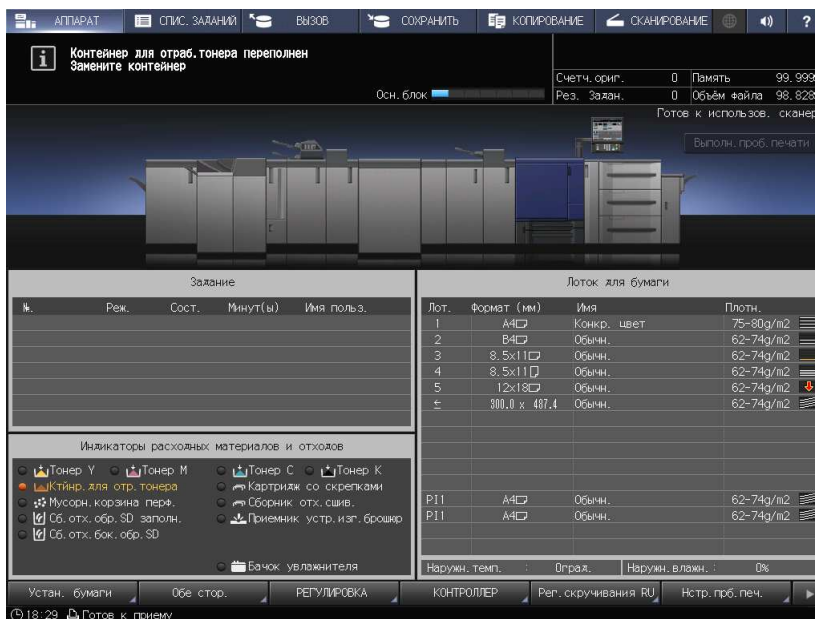 АППАРАТ СПИС. ЗАДАНИЙ ВЫЗОВ СОХРАНИТЬ КОПИРОВАНИЕ СКАНИРОВАНИЕ ?
Контейнер для отраб.тонера переполнен
Замените контейнер
Осн. блок
Счетч.ориг. 0 Память 99.999
Рез. Задан. 0 Объём файла 98.828
Готов к использов. сканер
Выполн.проб.печати
Задание
№. Реж. Сост. Минут(ы) Имя польз.
Лоток для бумаги
Лот. Формат (мм) Имя Плотн.
1 A4 Конкр. цвет 75-80g/m2
2 B4 Обычн. 62-74g/m2
3 8.5x11 Обычн. 62-74g/m2
4 8.5x11 Обычн. 62-74g/m2
5 12x18 Обычн. 62-74g/m2
300.0 x 487.4 Обычн. 62-74g/m2
PI1 A4 Обычн. 62-74g/m2
PI1 A4 Обычн. 62-74g/m2
Наружн.темп. : Ограл. Наружн.влажн. : 0%
Индикаторы расходных материалов и отходов
Тонер Y Тонер M Тонер C Тонер K
Ктйнр.для отр.тонера Картридж со скрепками
Мусорн.корзина перф. Сборник отх.сшив.
Сб.отх.обр.SD заполн. Приемник устр.изг.брошюр
Сб.отх.бок.обр.SD
Бачок увлажнителя
Устан. бумаги Обе стор. РЕГУЛИРОВКА КОНТРОЛЛЕР Рег.скручивания RU Нстр.прб.печ.
18:29 Готов к приему